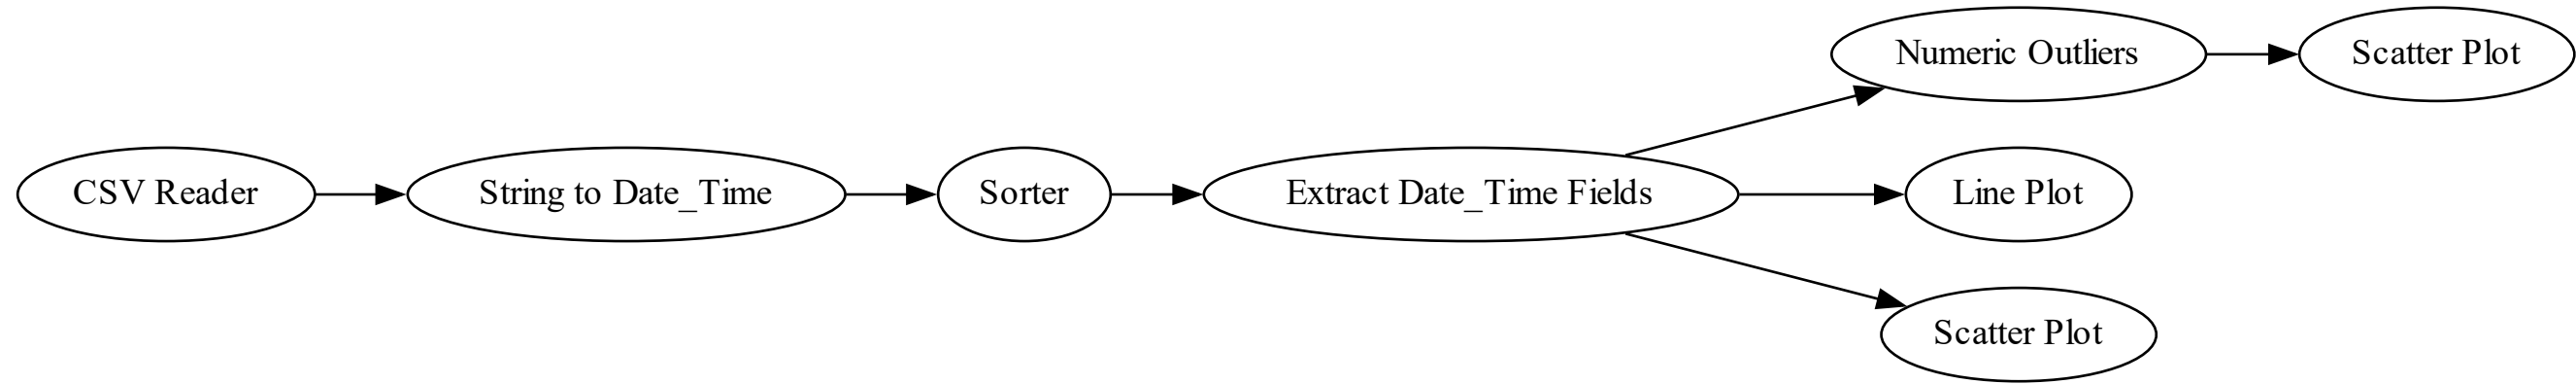 Numeric Outliers
Scatter Plot
CSV Reader
String to Date_Time
Sorter
Extract Date_Time Fields
Line Plot
Scatter Plot